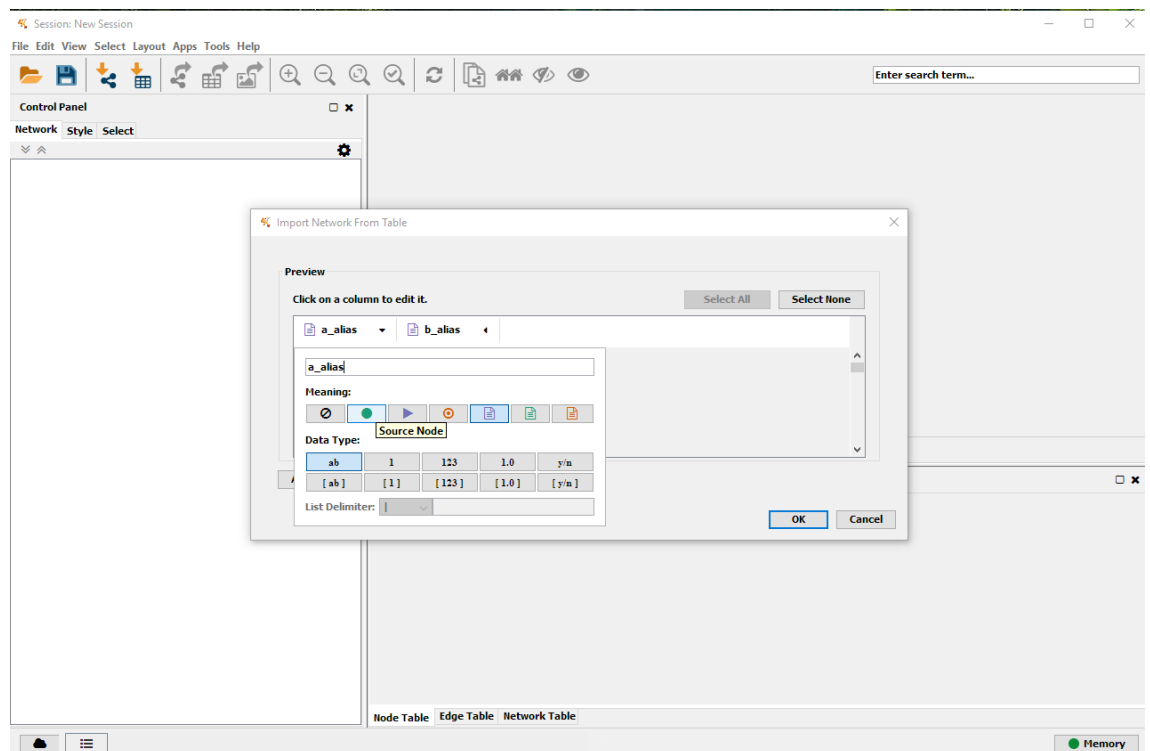 Session: New Session
File Edit View Select Layout Apps Tools Help
Enter search term...
Control Panel
Network Style Select
Import Network From Table
Preview
Click on a column to edit it.
Select All Select None
a_alias b_alias
a_alias
Meaning:
Source Node
Data Type:
ab 1 123 1.0 y/n
[ ab ] [ 1 ] [ 123 ] [ 1.0 ] [ y/n ]
List Delimiter: |
OK Cancel
Node Table Edge Table Network Table
Memory